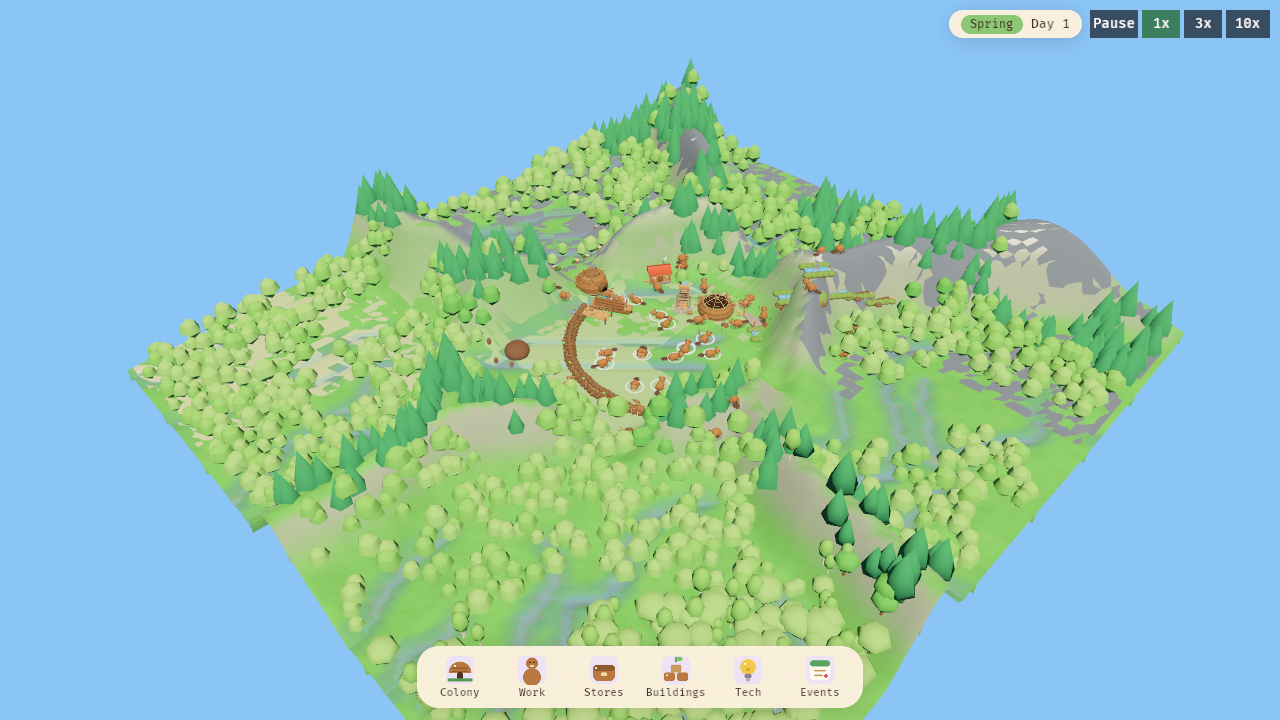 Spring Day 1 Pause 1x 3x 10x
Colony Work Stores Buildings Tech Events